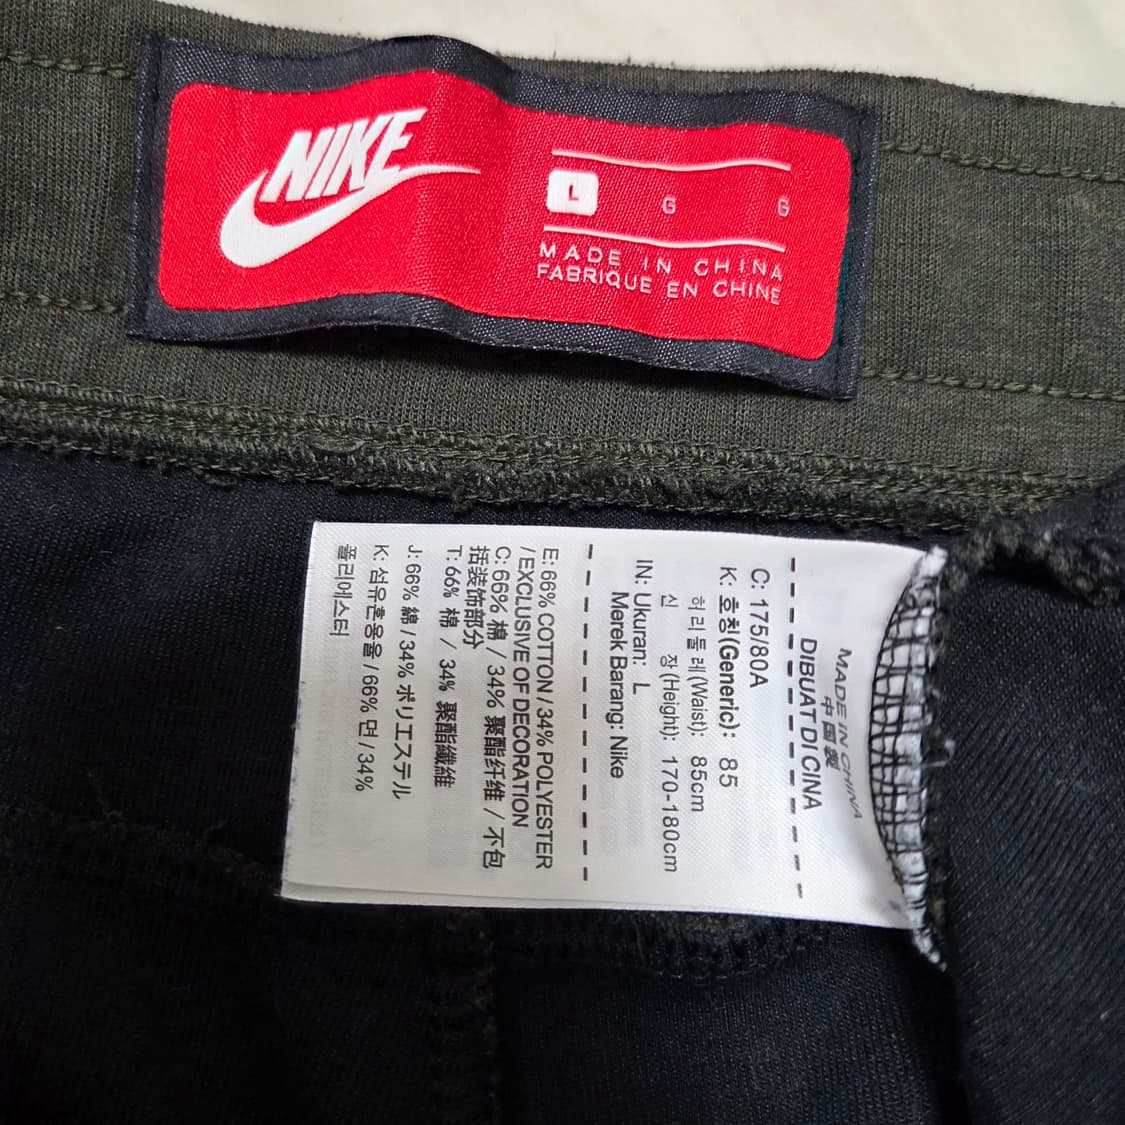 NIKE
L G G
MADE IN CHINA
FABRIQUE EN CHINE
MADE IN CHINA
中国製
DIBUAT DI CINA
C: 175/80A
K: 호칭(Generic): 85
허리둘레(Waist): 85cm
신 장(Height): 170-180cm
IN: Ukuran: L
Merek Barang: Nike
E: 66% COTTON / 34% POLYESTER
/ EXCLUSIVE OF DECORATION
C: 66% 棉 / 34% 聚酯纤维 / 不包
括装饰部分
T: 66% 棉 / 34% 聚酯纖維
J: 66% 綿 / 34% ポリエステル
K: 섬유혼용율 / 66% 면 / 34%
폴리에스터